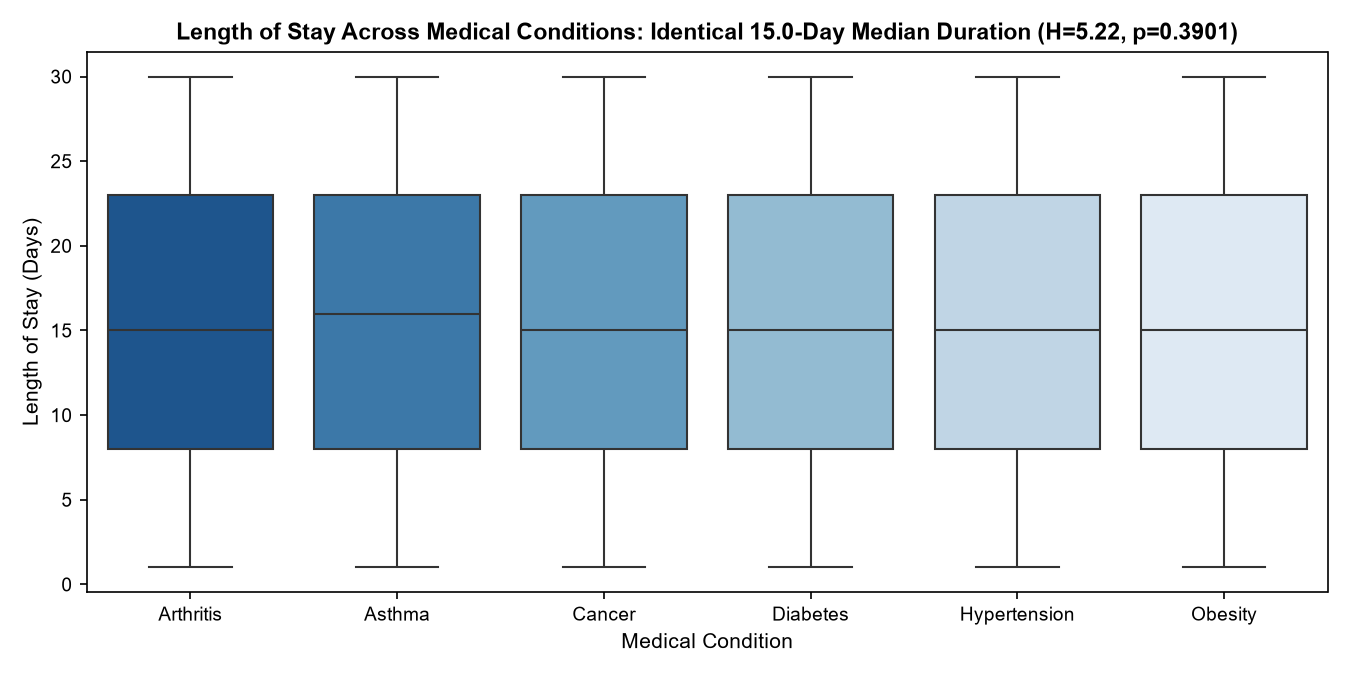 Length of Stay Across Medical Conditions: Identical 15.0-Day Median Duration (H=5.22, p=0.3901)
30
25
20
15
10
5
0
Length of Stay (Days)
Arthritis Asthma Cancer Diabetes Hypertension Obesity
Medical Condition